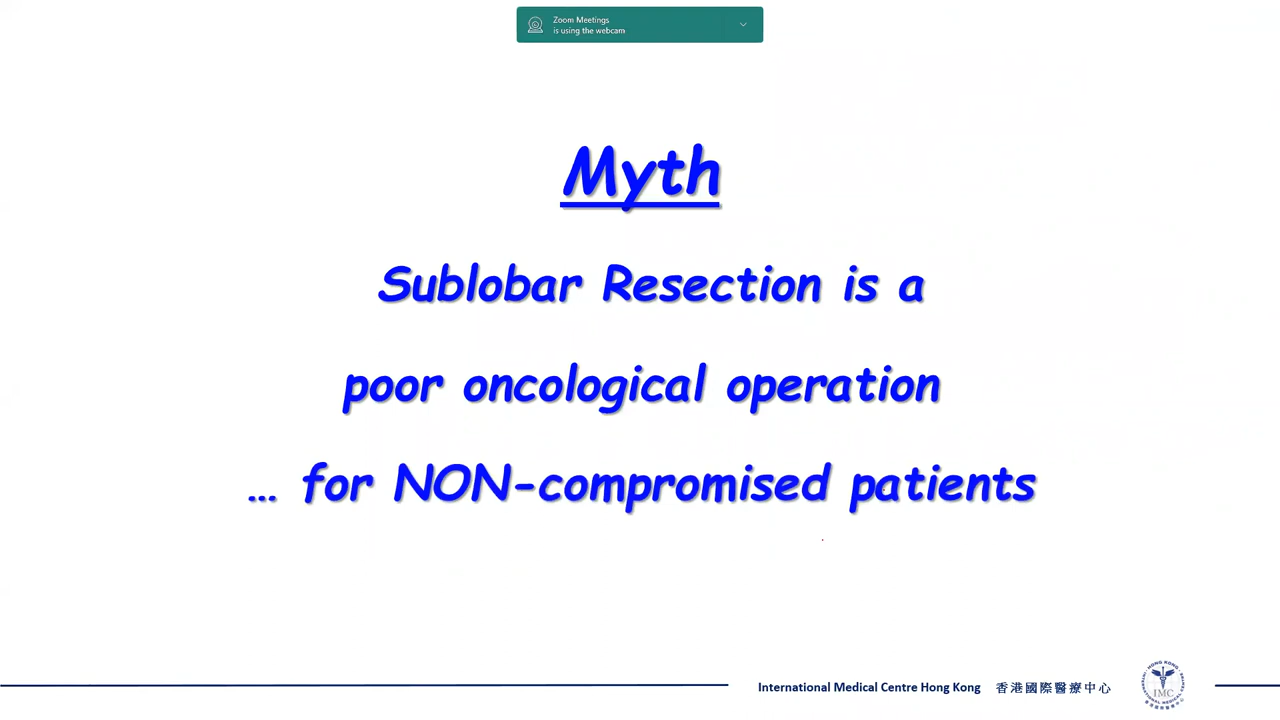 Zoom Meetings
is using the webcam
Myth
Sublobar Resection is a
poor oncological operation
... for NON-compromised patients
International Medical Centre Hong Kong 香港國際醫療中心
IMC